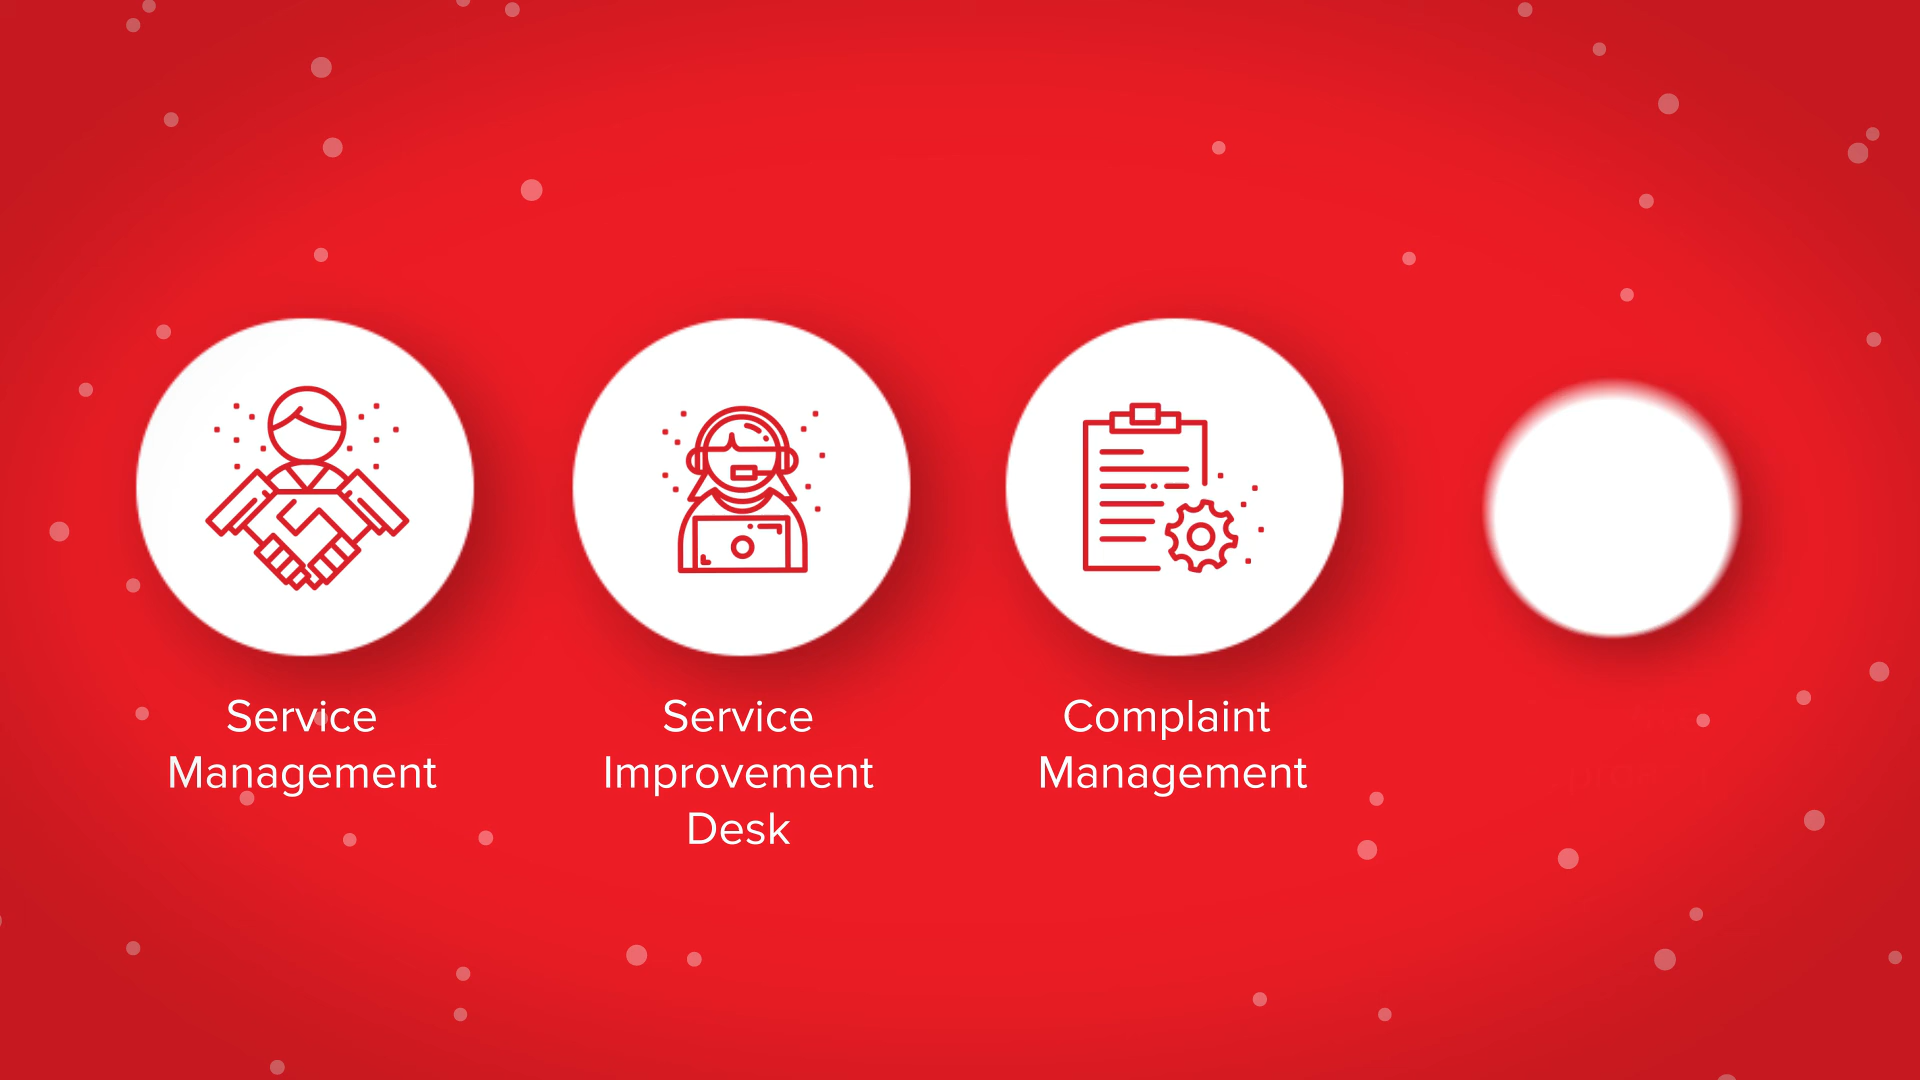 Service
Management
Service
Improvement
Desk
Complaint
Management